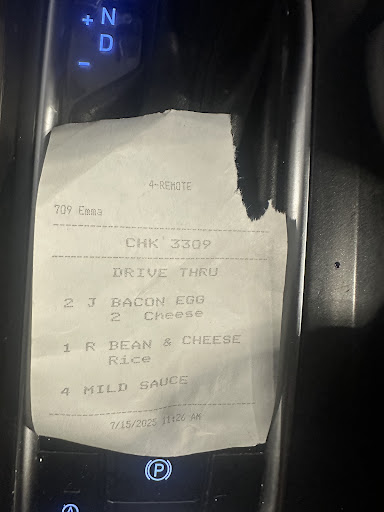 + N
D
-
4-REMOTE
709 Emma
CHK 3309
DRIVE THRU
2 J BACON EGG
2 Cheese
1 R BEAN & CHEESE
Rice
4 MILD SAUCE
7/15/2025 11:26 AM
P
A